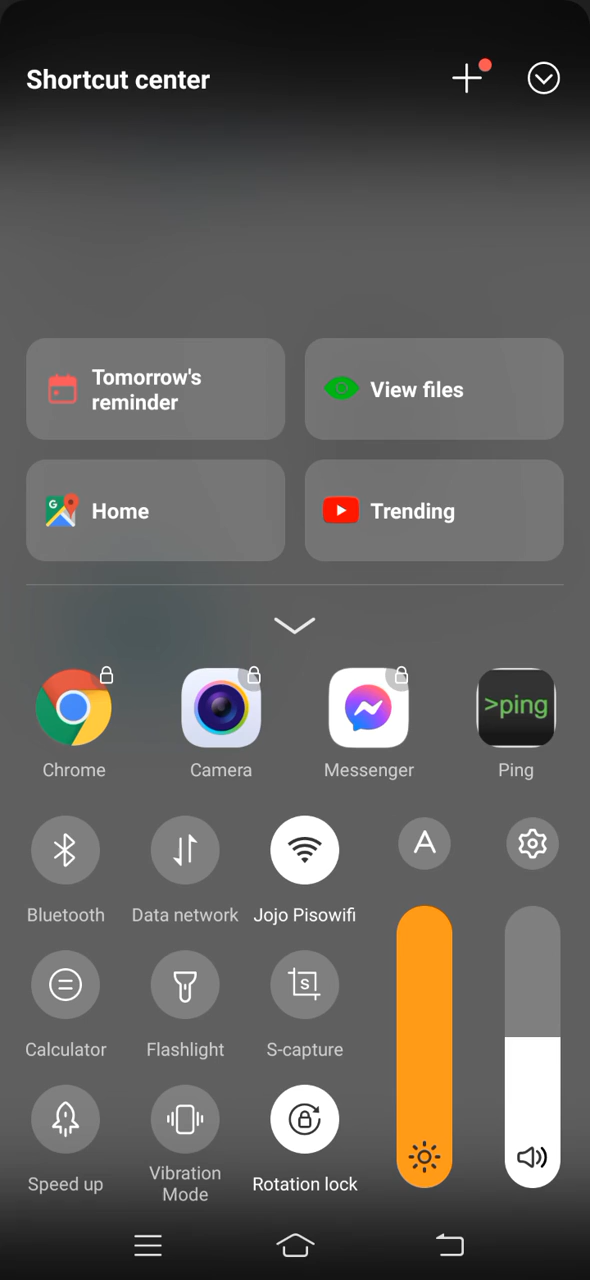 Shortcut center
Tomorrow's
reminder
View files
G
Home
Trending
>ping
Chrome
Camera
Messenger
Ping
A
Bluetooth
Data network
Jojo Pisowifi
S
Calculator
Flashlight
S-capture
Speed up
Vibration
Mode
Rotation lock